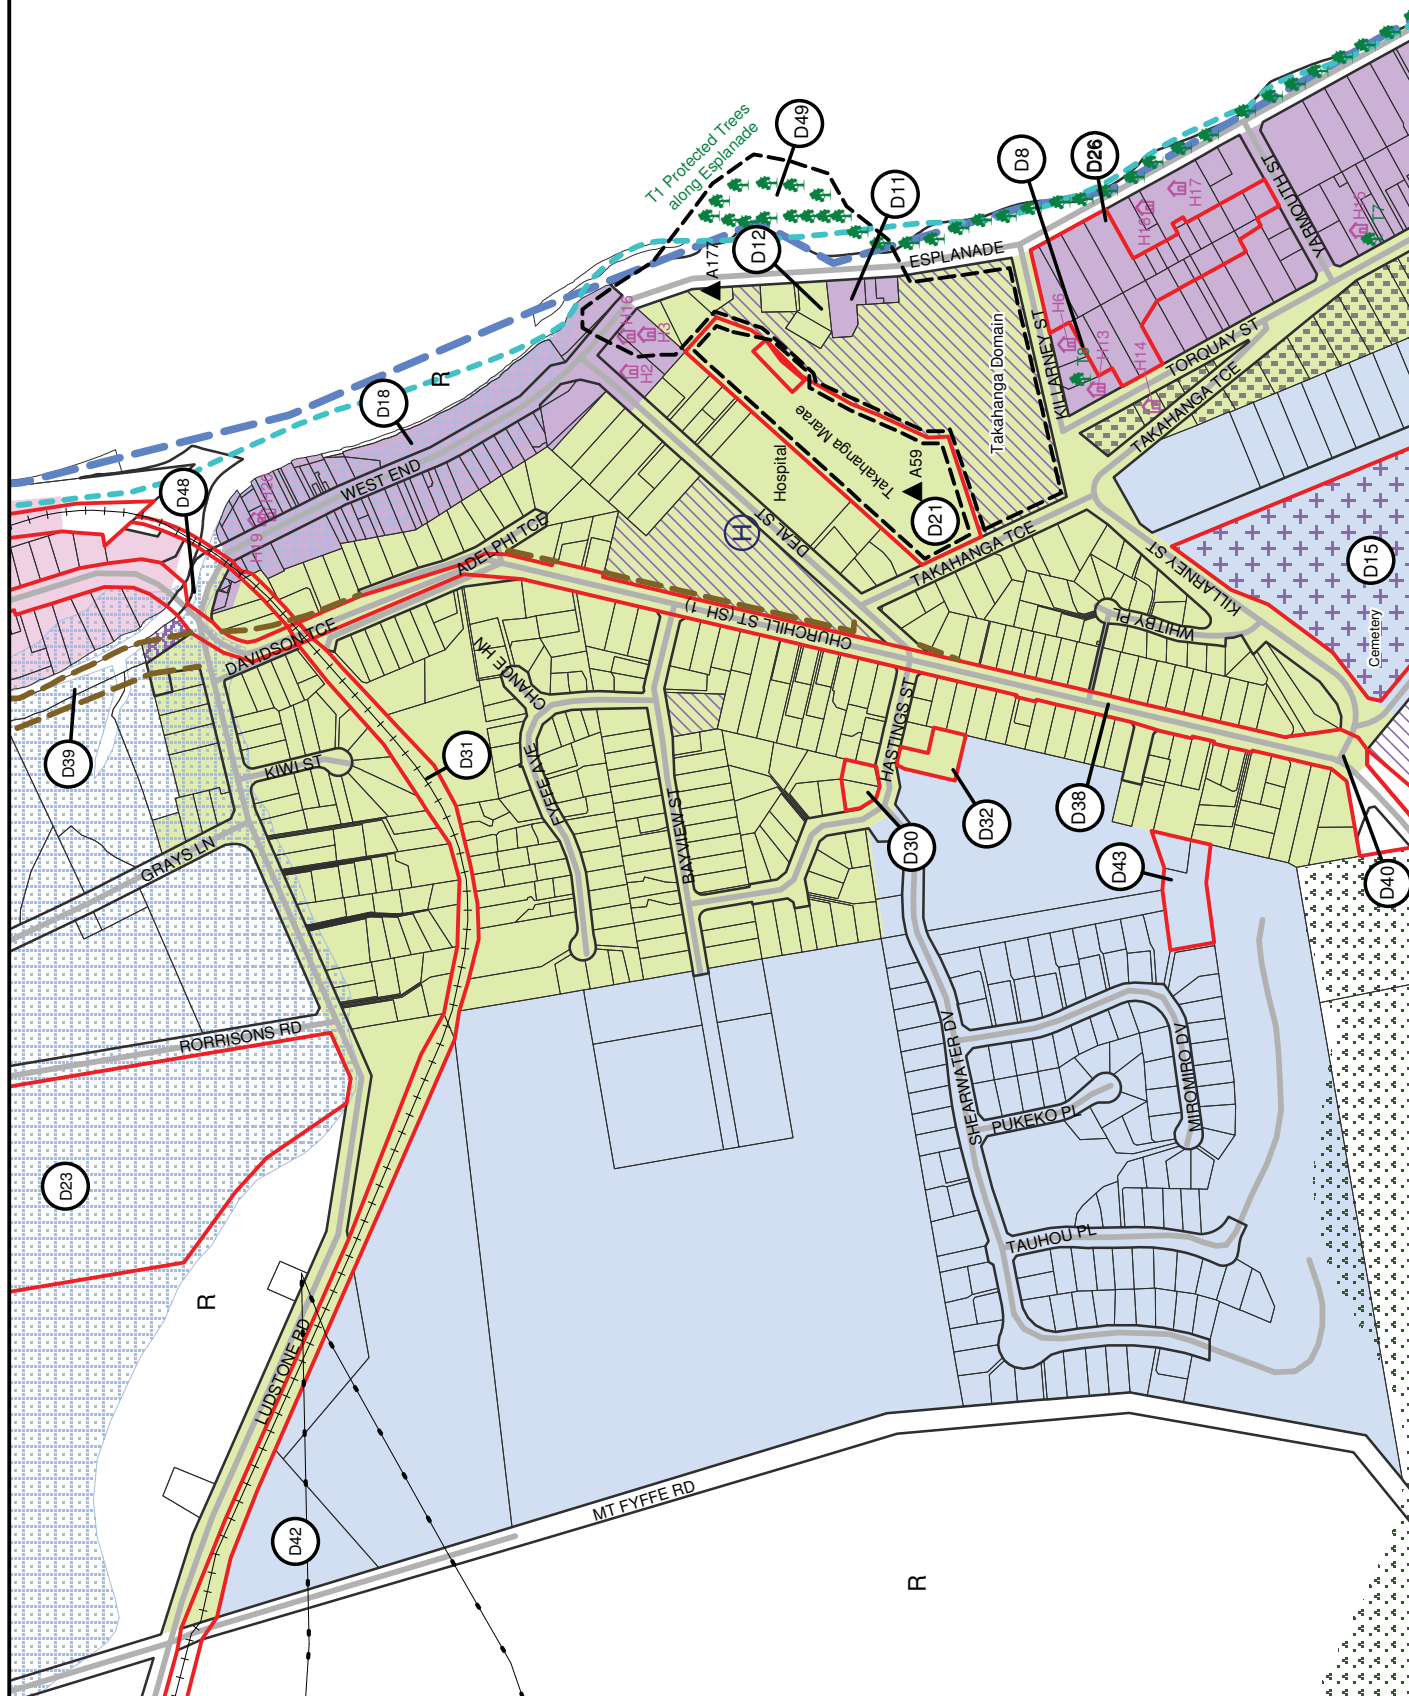 T1 Protected Trees
along Esplanade
D49
D11
D12
A177
D8
D26
ESPLANADE
H17
YARMOUTH ST
T7
D18
R
H16
H3
H2
Takahanga Domain
KILLARNEY ST
H6
T8
H13
H14
TORQUAY ST
TAKAHANGA TCE
D48
WEST END
H19
Hospital
Takahanga Marae
A59
D21
H
DEAL ST
TAKAHANGA TCE
ADELPHI TCE
KILLARNEY ST
D15
Cemetery
WHITBY PL
DAVIDSON TCE
CHURCHILL ST (SH 1)
D39
D31
KIWI ST
FYFFE AVE
BAYVIEW ST
HASTINGS ST
D30
D32
D38
D43
D40
GRAYS LN
RORRISONS RD
SHEARWATER DV
PUKEKO PL
MIROMIRO DV
D23
R
TAUHOU PL
LUDSTONE RD
D42
MT FYFFE RD
R